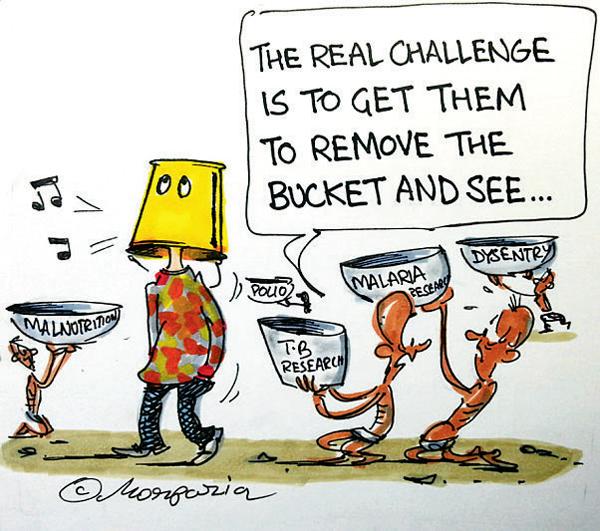 THE REAL CHALLENGE
IS TO GET THEM
TO REMOVE THE
BUCKET AND SEE...
MALNUTRITION
POLIO
T.B
RESEARCH
MALARIA
RESEARCH
DYSENTRY
© Morparia